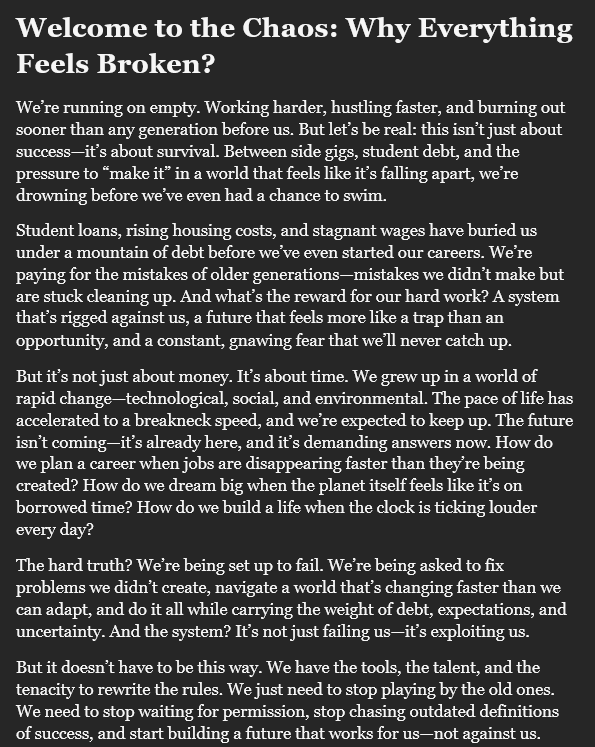 Welcome to the Chaos: Why Everything
Feels Broken?
We’re running on empty. Working harder, hustling faster, and burning out
sooner than any generation before us. But let’s be real: this isn’t just about
success—it’s about survival. Between side gigs, student debt, and the
pressure to “make it” in a world that feels like it’s falling apart, we’re
drowning before we’ve even had a chance to swim.
Student loans, rising housing costs, and stagnant wages have buried us
under a mountain of debt before we’ve even started our careers. We’re
paying for the mistakes of older generations—mistakes we didn’t make but
are stuck cleaning up. And what’s the reward for our hard work? A system
that’s rigged against us, a future that feels more like a trap than an
opportunity, and a constant, gnawing fear that we’ll never catch up.
But it’s not just about money. It’s about time. We grew up in a world of
rapid change—technological, social, and environmental. The pace of life has
accelerated to a breakneck speed, and we’re expected to keep up. The future
isn’t coming—it’s already here, and it’s demanding answers now. How do
we plan a career when jobs are disappearing faster than they’re being
created? How do we dream big when the planet itself feels like it’s on
borrowed time? How do we build a life when the clock is ticking louder
every day?
The hard truth? We’re being set up to fail. We’re being asked to fix
problems we didn’t create, navigate a world that’s changing faster than we
can adapt, and do it all while carrying the weight of debt, expectations, and
uncertainty. And the system? It’s not just failing us—it’s exploiting us.
But it doesn’t have to be this way. We have the tools, the talent, and the
tenacity to rewrite the rules. We just need to stop playing by the old ones.
We need to stop waiting for permission, stop chasing outdated definitions
of success, and start building a future that works for us—not against us.